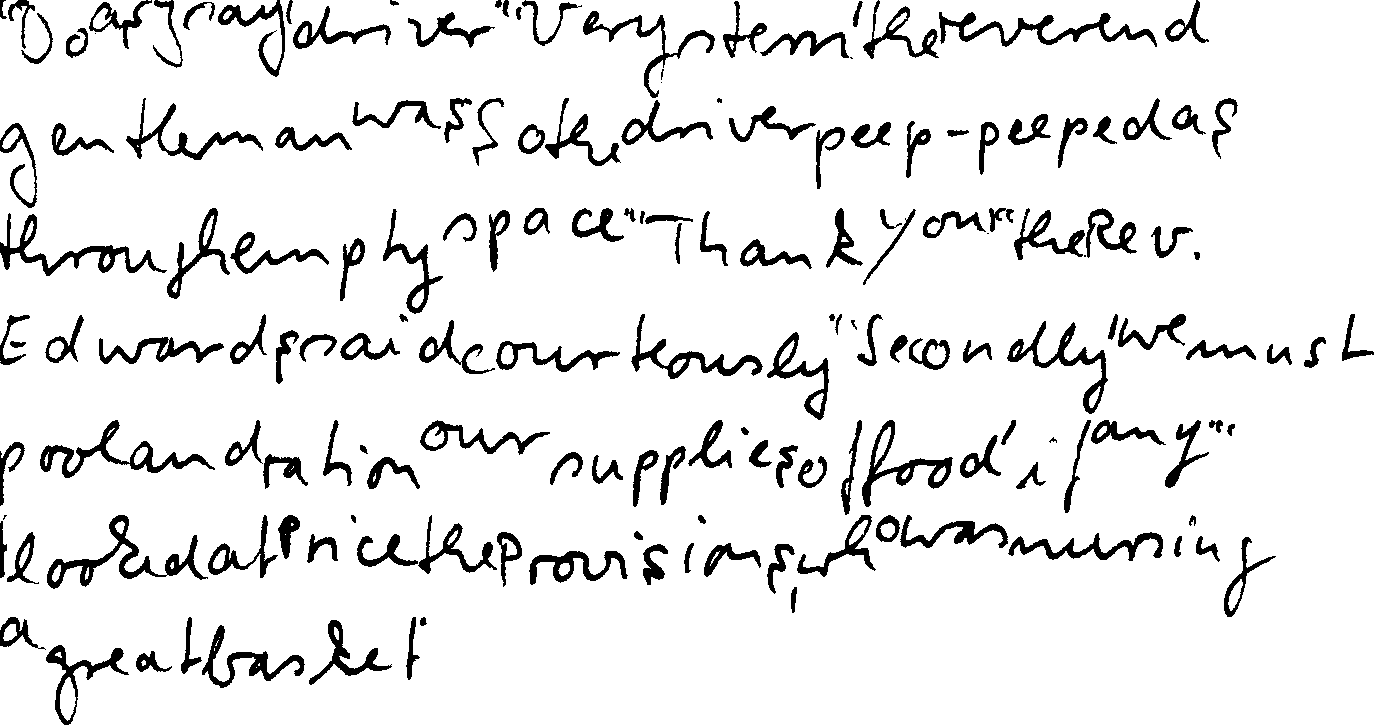 "Do as I say driver" Very stern the reverend
gentleman was So the driver peep-peeped as
through empty space "Thank you" the Rev.
Edwards said courteously "Secondly" we must
pool and ration our supplies of food' if any"
I looked at Price the Provisions, who was nursing
a great basket